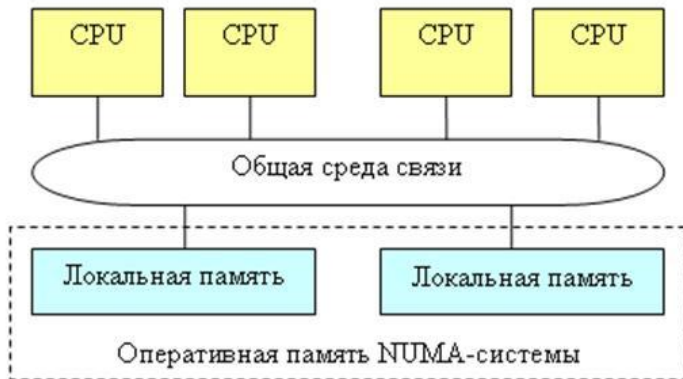 CPU CPU CPU CPU
Общая среда связи
Локальная память Локальная память
Оперативная память NUMA-системы